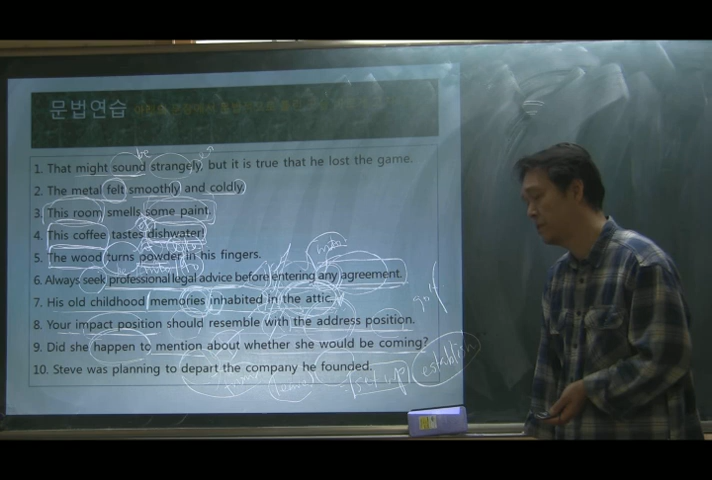 문법연습
1. That might sound strangely, but it is true that he lost the game.
2. The metal felt smoothly and coldly.
3. This room smells some paint.
4. This coffee tastes dishwater!
5. The wood turns powder in his fingers.
6. Always seek professional legal advice before entering any agreement.
7. His old childhood memories inhabited in the attic.
8. Your impact position should resemble with the address position.
9. Did she happen to mention about whether she would be coming?
10. Steve was planning to depart the company he founded.
be
set up
establish